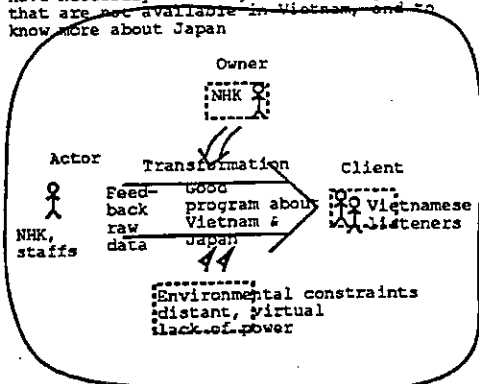 that are not available in Vietnam, and to
know more about Japan
Owner
NHK
Actor
Transformation
Client
Feed-
back
raw
data
Good
program about
Vietnam &
Japan
Vietnamese
listeners
NHK,
staffs
Environmental constraints
distant, virtual
lack of power